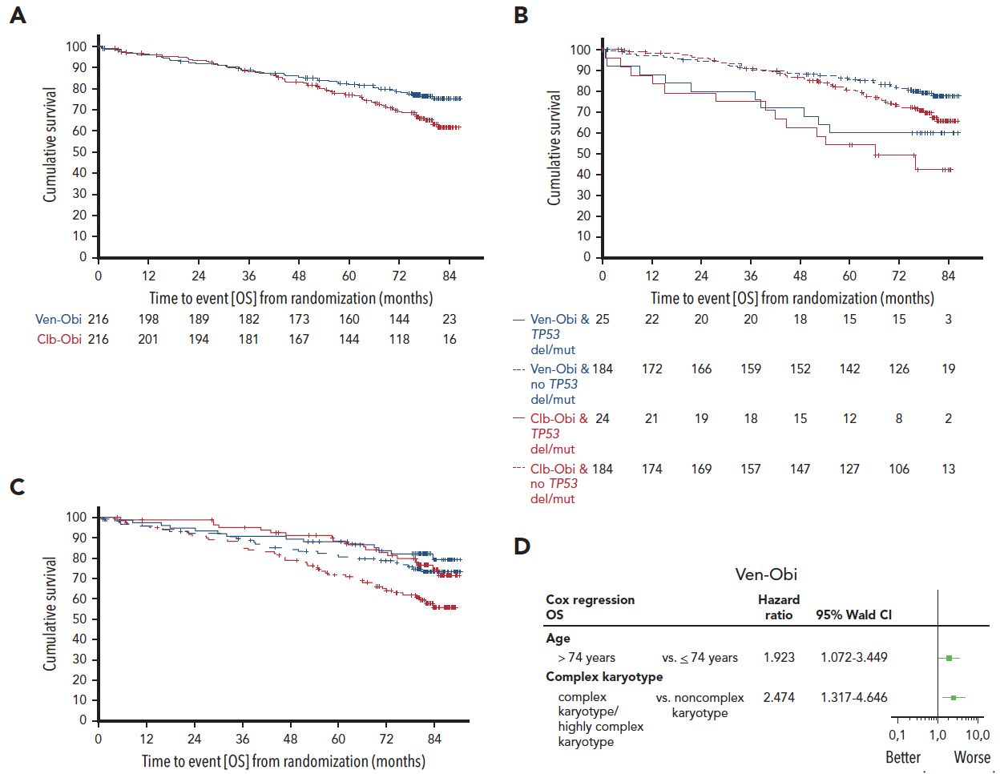 A
Cumulative survival
100
90
80
70
60
50
40
30
20
10
0
0 12 24 36 48 60 72 84
Time to event [OS] from randomization (months)
Ven-Obi 216 198 189 182 173 160 144 23
Clb-Obi 216 201 194 181 167 144 118 16
B
Cumulative survival
100
90
80
70
60
50
40
30
20
10
0
0 12 24 36 48 60 72 84
Time to event [OS] from randomization (months)
Ven-Obi & 25 22 20 20 18 15 15 3
TP53
del/mut
Ven-Obi & 184 172 166 159 152 142 126 19
no TP53
del/mut
Clb-Obi & 24 21 19 18 15 12 8 2
TP53
del/mut
Clb-Obi & 184 174 169 157 147 127 106 13
no TP53
del/mut
C
Cumulative survival
100
90
80
70
60
50
40
30
20
10
0
0 12 24 36 48 60 72 84
Time to event [OS] from randomization (months)
D
Ven-Obi
Cox regression Hazard
OS ratio 95% Wald CI
Age
> 74 years vs. ≤ 74 years 1.923 1.072-3.449
Complex karyotype
complex vs. noncomplex 2.474 1.317-4.646
karyotype/ karyotype
highly complex
karyotype
0,1 1,0 10,0
Better Worse